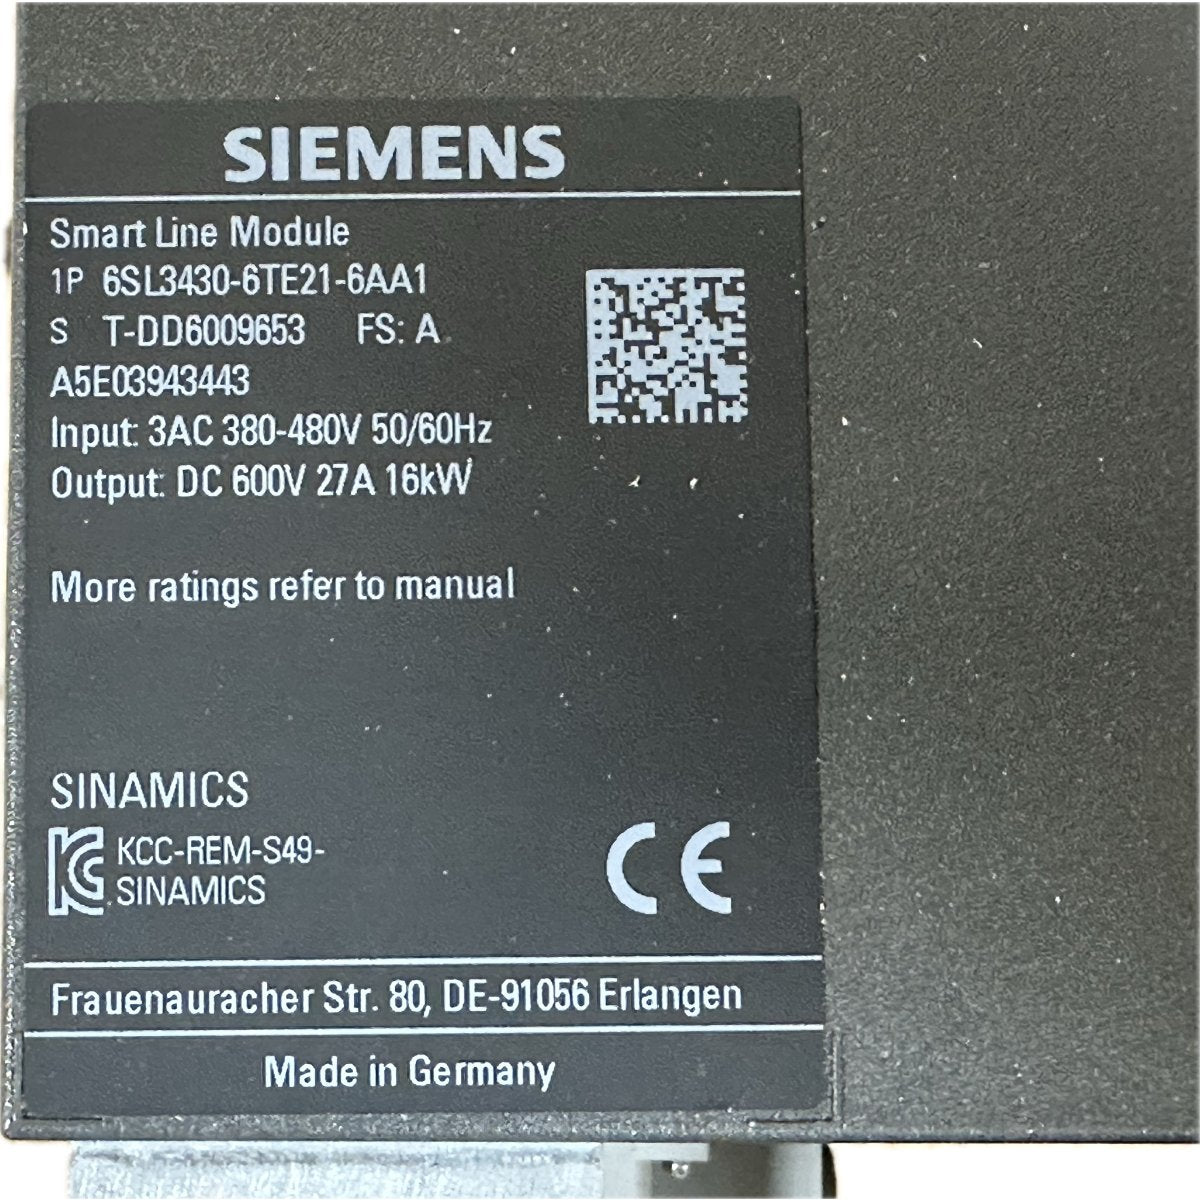 SIEMENS
Smart Line Module
1P 6SL3430-6TE21-6AA1
S T-DD6009653 FS: A
A5E03943443
Input: 3AC 380-480V 50/60Hz
Output: DC 600V 27A 16kW
More ratings refer to manual
SINAMICS
KCC-REM-S49-
SINAMICS
CE
Frauenauracher Str. 80, DE-91056 Erlangen
Made in Germany